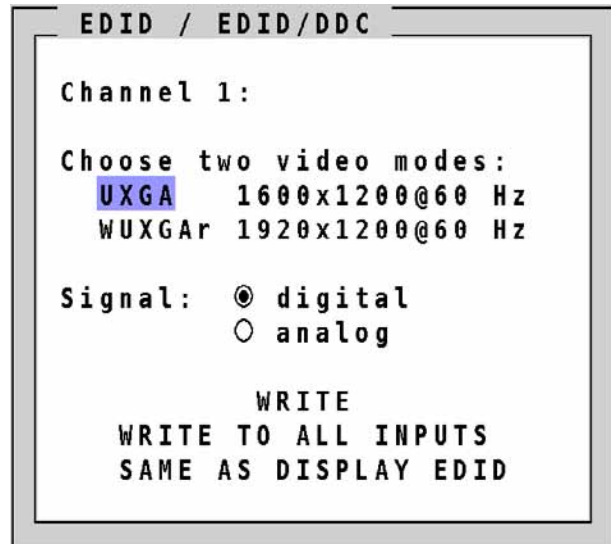 EDID / EDID/DDC
Channel 1:
Choose two video modes:
UXGA 1600x1200@60 Hz
WUXGAr 1920x1200@60 Hz
Signal: digital
analog
WRITE
WRITE TO ALL INPUTS
SAME AS DISPLAY EDID